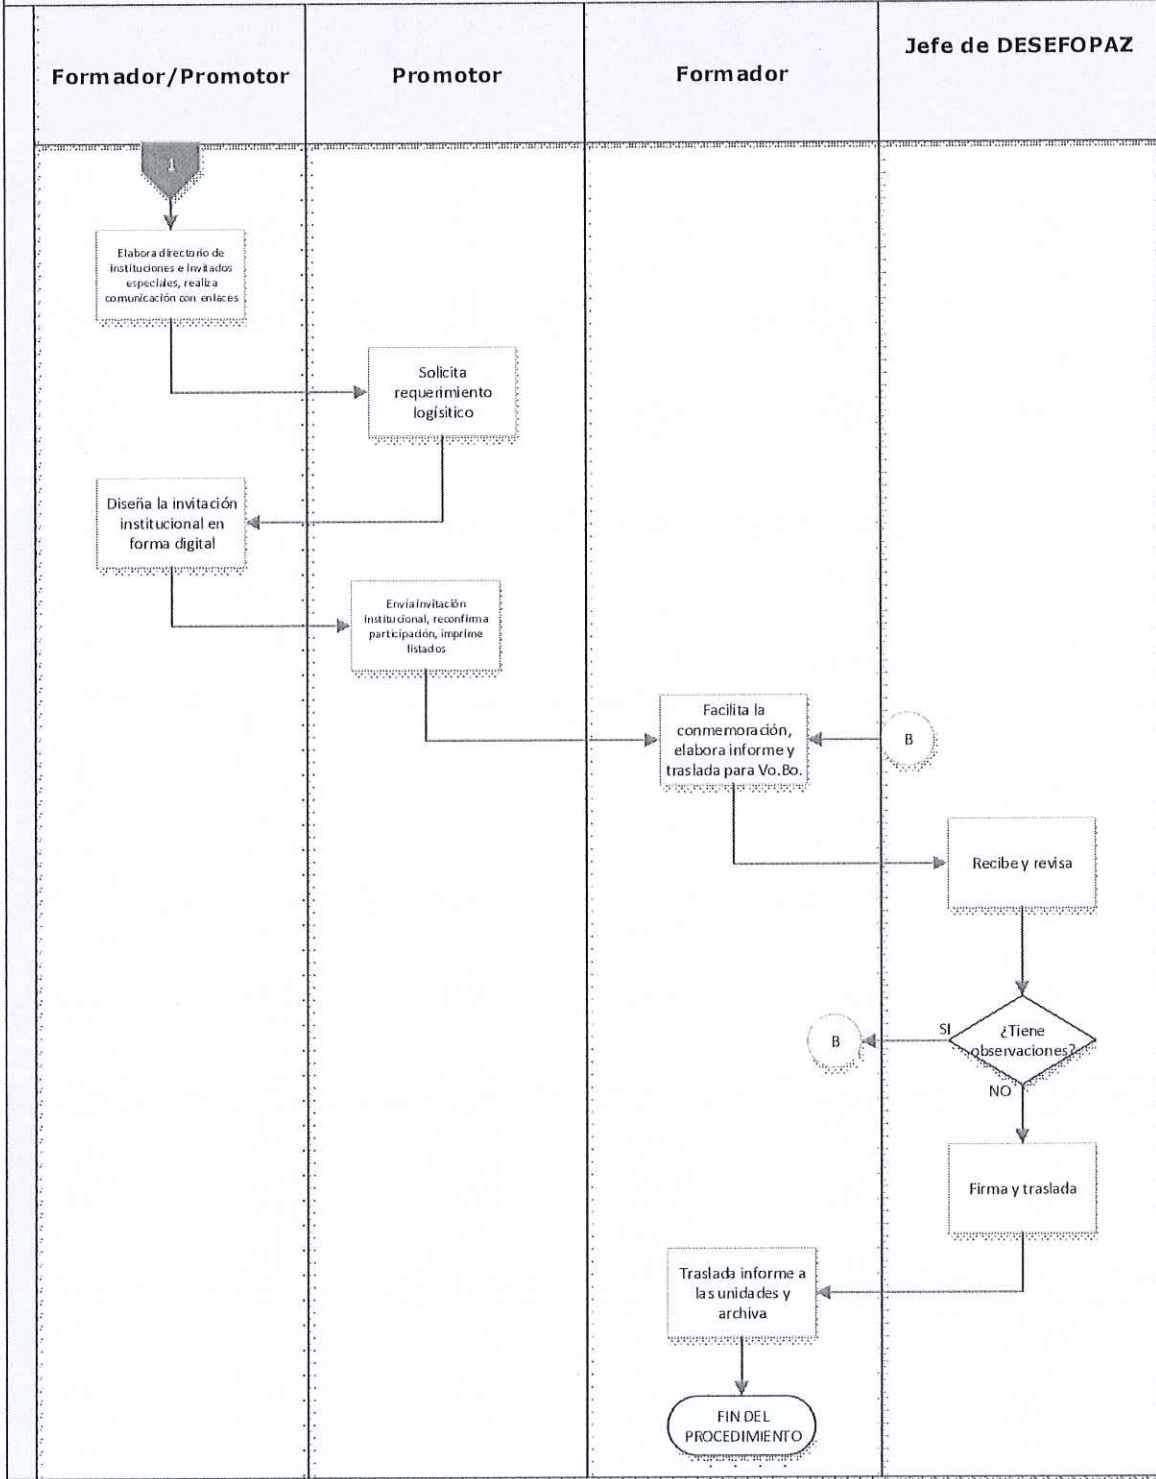 Formador/Promotor
Promotor
Formador
Jefe de DESEFOPAZ
1
Elabora directorio de
instituciones e invitados
especiales, realiza
comunicación con enlaces
Solicita
requerimiento
logísitico
Diseña la invitación
institucional en
forma digital
Envía invitación
institucional, reconfirma
participación, imprime
listados
Facilita la
conmemoración,
elabora informe y
traslada para Vo.Bo.
B
Recibe y revisa
¿Tiene
observaciones?
SI
B
NO
Firma y traslada
Traslada informe a
las unidades y
archiva
FIN DEL
PROCEDIMIENTO